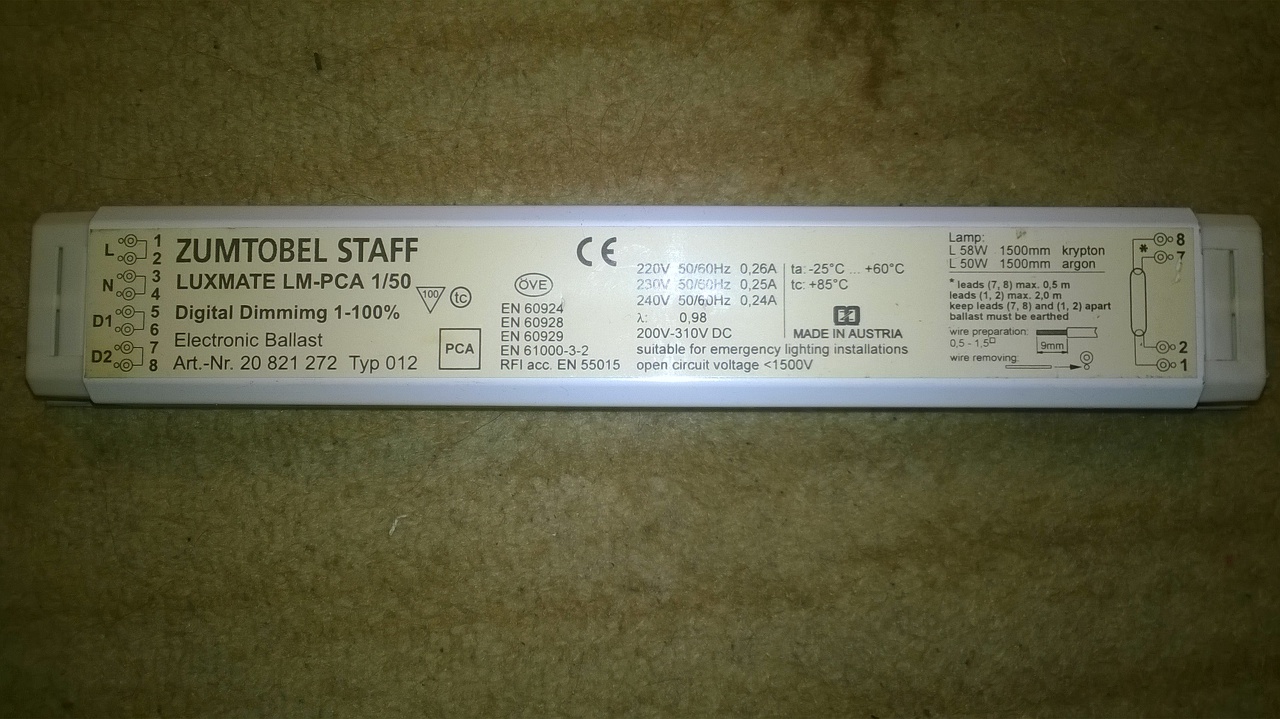 L
1
2
N
3
4
D1
5
6
D2
7
8
ZUMTOBEL STAFF
LUXMATE LM-PCA 1/50
Digital Dimmimg 1-100%
Electronic Ballast
Art.-Nr. 20 821 272 Typ 012
100
tc
PCA
CE
ÖVE
EN 60924
EN 60928
EN 60929
EN 61000-3-2
RFI acc. EN 55015
220V 50/60Hz 0,26A
230V 50/60Hz 0,25A
240V 50/60Hz 0,24A
λ: 0,98
200V-310V DC
suitable for emergency lighting installations
open circuit voltage <1500V
ta: -25°C ... +60°C
tc: +85°C
MADE IN AUSTRIA
Lamp:
L 58W 1500mm krypton
L 50W 1500mm argon
* leads (7, 8) max. 0,5 m
leads (1, 2) max. 2,0 m
keep leads (7, 8) and (1, 2) apart
ballast must be earthed
wire preparation:
0,5 - 1,5□
9mm
wire removing:
*
8
7
2
1